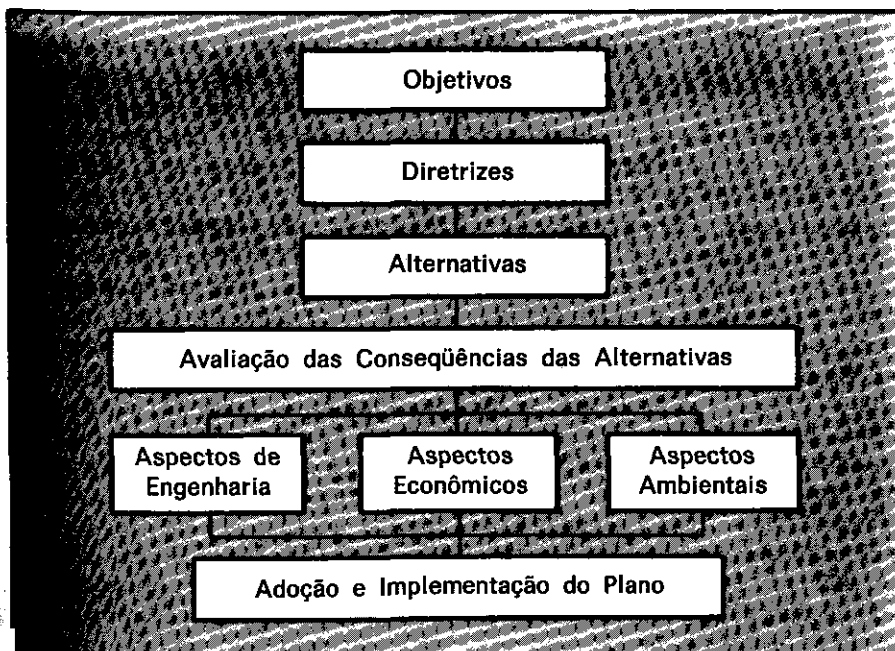 Objetivos
Diretrizes
Alternativas
Avaliação das Conseqüências das Alternativas
Aspectos de
Engenharia
Aspectos
Econômicos
Aspectos
Ambientais
Adoção e Implementação do Plano